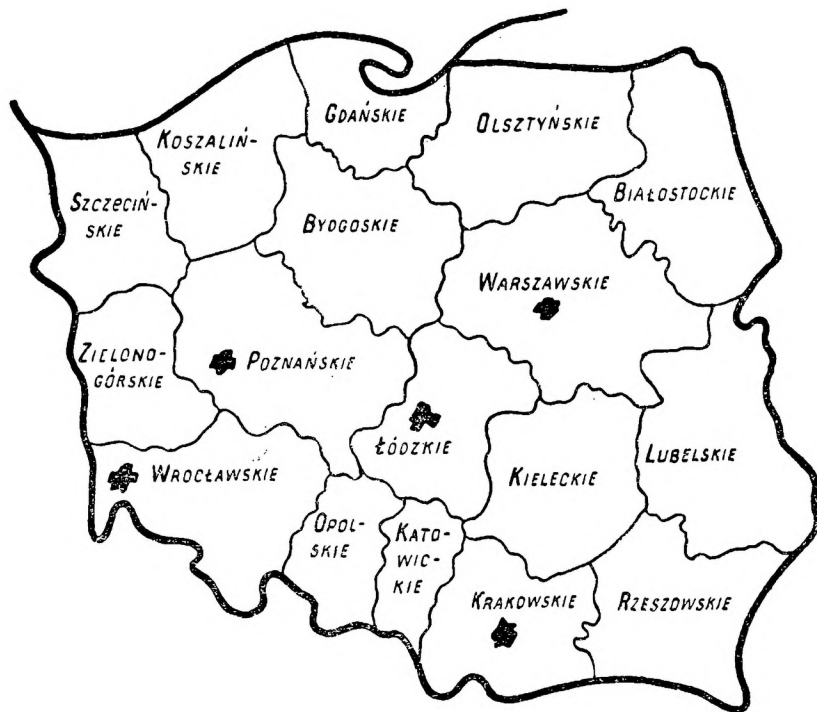 GDAŃSKIE
OLSZTYŃSKIE
KOSZALIŃ-
SKIE
SZCZECIŃ-
SKIE
BIAŁOSTOCKIE
BYDGOSKIE
WARSZAWSKIE
ZIELONO-
GÓRSKIE
POZNAŃSKIE
ŁÓDZKIE
WROCŁAWSKIE
KIELECKIE
LUBELSKIE
OPOL-
SKIE
KATO-
WIC-
KIE
KRAKOWSKIE
RZESZOWSKIE